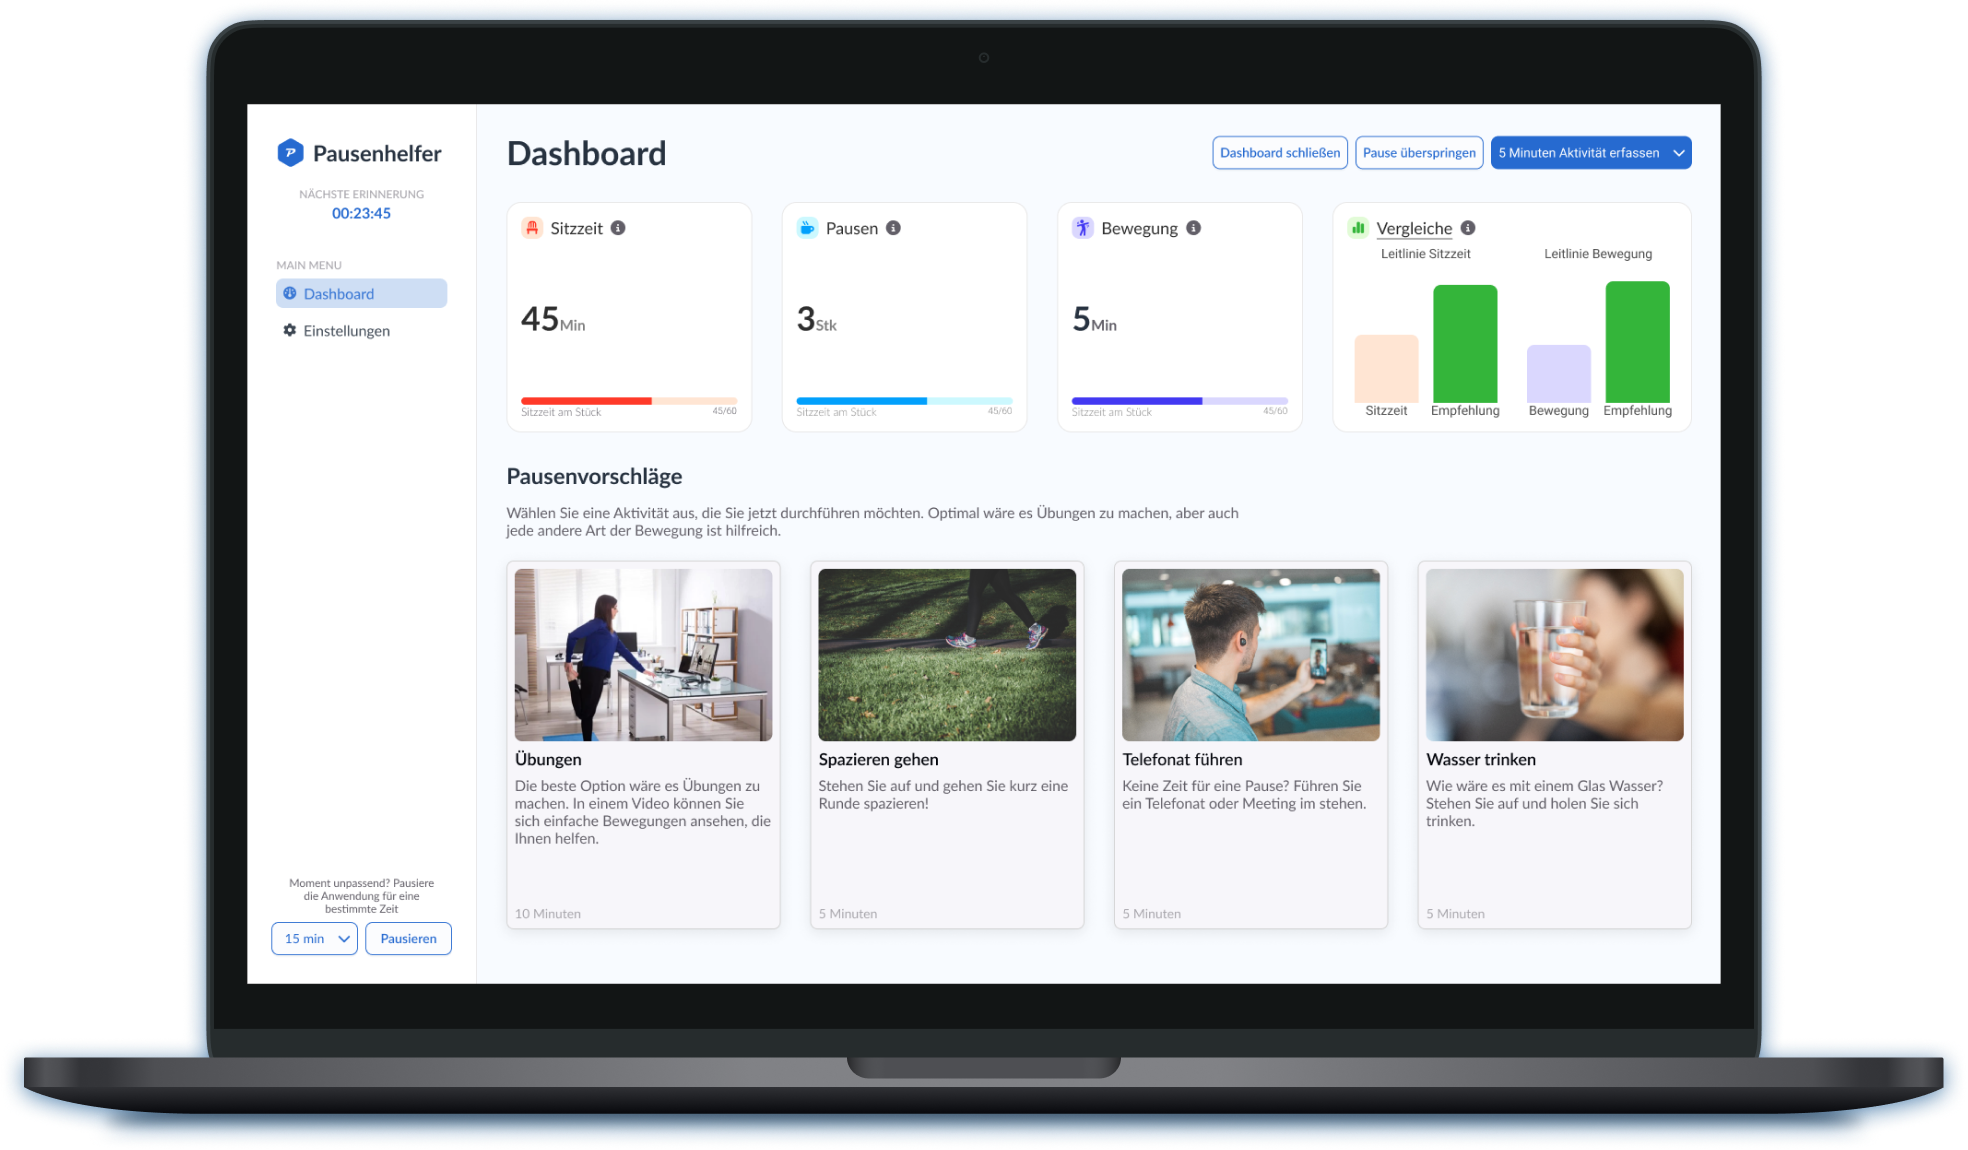 Pausenhelfer
NÄCHSTE ERINNERUNG
00:23:45
MAIN MENU
Dashboard
Einstellungen
Moment unpassend? Pausiere
die Anwendung für eine
bestimmte Zeit
15 min
Pausieren
Dashboard
Dashboard schließen
Pause überspringen
5 Minuten Aktivität erfassen
Sitzzeit
45Min
Sitzzeit am Stück 45/60
Pausen
3Stk
Sitzzeit am Stück 45/60
Bewegung
5Min
Sitzzeit am Stück 45/60
Vergleiche
Leitlinie Sitzzeit
Leitlinie Bewegung
Sitzzeit
Empfehlung
Bewegung
Empfehlung
Pausenvorschläge
Wählen Sie eine Aktivität aus, die Sie jetzt durchführen möchten. Optimal wäre es Übungen zu machen, aber auch
jede andere Art der Bewegung ist hilfreich.
Übungen
Die beste Option wäre es Übungen zu
machen. In einem Video können Sie
sich einfache Bewegungen ansehen, die
Ihnen helfen.
10 Minuten
Spazieren gehen
Stehen Sie auf und gehen Sie kurz eine
Runde spazieren!
5 Minuten
Telefonat führen
Keine Zeit für eine Pause? Führen Sie
ein Telefonat oder Meeting im stehen.
5 Minuten
Wasser trinken
Wie wäre es mit einem Glas Wasser?
Stehen Sie auf und holen Sie sich
trinken.
5 Minuten